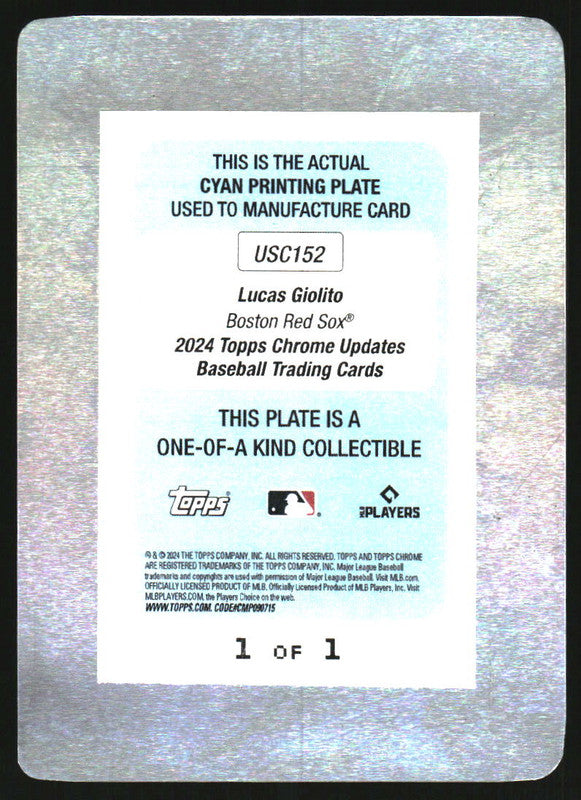 THIS IS THE ACTUAL
CYAN PRINTING PLATE
USED TO MANUFACTURE CARD
USC152
Lucas Giolito
Boston Red Sox®
2024 Topps Chrome Updates
Baseball Trading Cards
THIS PLATE IS A
ONE-OF-A KIND COLLECTIBLE
Topps®
MLB PLAYERS
® & © 2024 THE TOPPS COMPANY, INC. ALL RIGHTS RESERVED. TOPPS AND TOPPS CHROME
ARE REGISTERED TRADEMARKS OF THE TOPPS COMPANY, INC. Major League Baseball
trademarks and copyrights are used with permission of Major League Baseball. Visit MLB.com.
OFFICIALLY LICENSED PRODUCT OF MLB. Officially Licensed Product of MLB Players, Inc. Visit
MLBPLAYERS.COM, the Players Choice on the web.
WWW.TOPPS.COM. CODE#CMP090715
1 OF 1